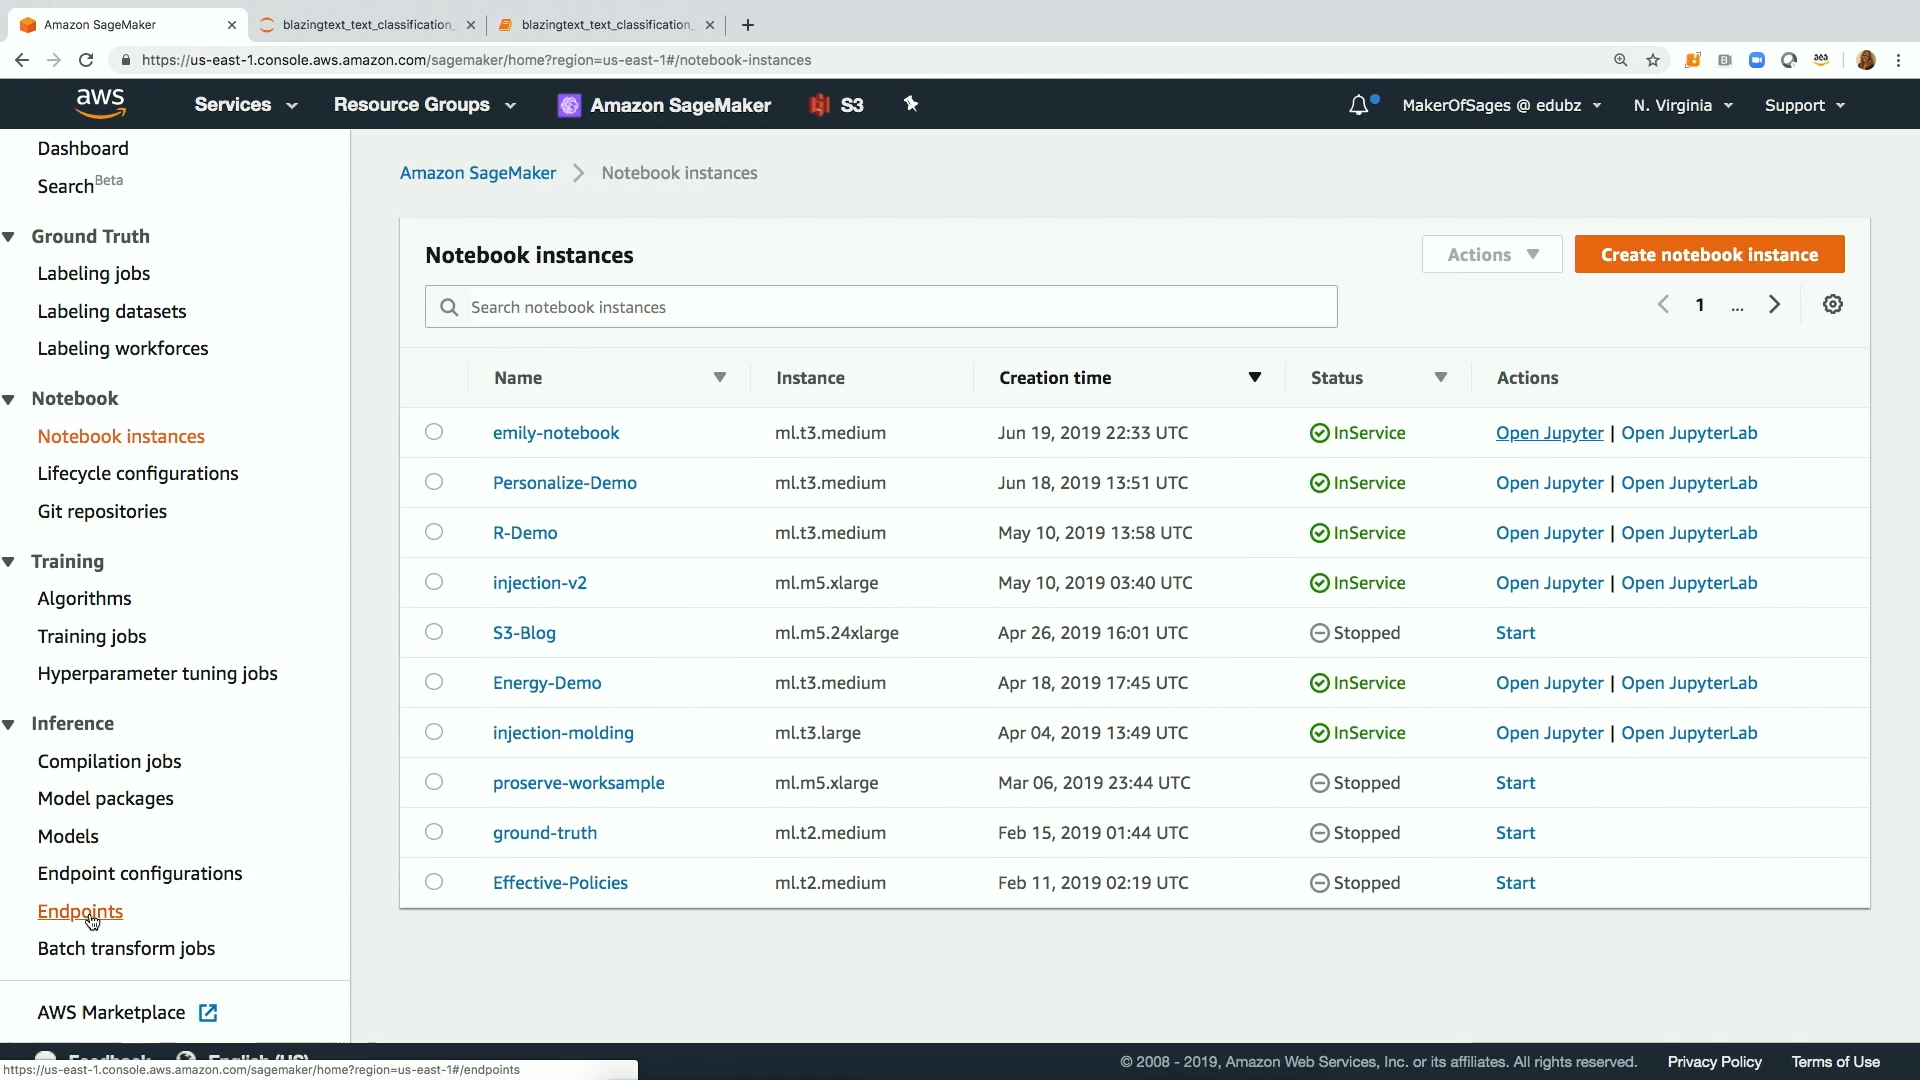 Amazon SageMaker
blazingtext_text_classification_
blazingtext_text_classification_
https://us-east-1.console.aws.amazon.com/sagemaker/home?region=us-east-1#/notebook-instances
aws
Services
Resource Groups
Amazon SageMaker
S3
MakerOfSages @ edubz
N. Virginia
Support
Dashboard
Search Beta
Ground Truth
Labeling jobs
Labeling datasets
Labeling workforces
Notebook
Notebook instances
Lifecycle configurations
Git repositories
Training
Algorithms
Training jobs
Hyperparameter tuning jobs
Inference
Compilation jobs
Model packages
Models
Endpoint configurations
Endpoints
Batch transform jobs
AWS Marketplace
Amazon SageMaker > Notebook instances
Notebook instances
Actions
Create notebook instance
Search notebook instances
1 ...
Name Instance Creation time Status Actions
emily-notebook ml.t3.medium Jun 19, 2019 22:33 UTC InService Open Jupyter | Open JupyterLab
Personalize-Demo ml.t3.medium Jun 18, 2019 13:51 UTC InService Open Jupyter | Open JupyterLab
R-Demo ml.t3.medium May 10, 2019 13:58 UTC InService Open Jupyter | Open JupyterLab
injection-v2 ml.m5.xlarge May 10, 2019 03:40 UTC InService Open Jupyter | Open JupyterLab
S3-Blog ml.m5.24xlarge Apr 26, 2019 16:01 UTC Stopped Start
Energy-Demo ml.t3.medium Apr 18, 2019 17:45 UTC InService Open Jupyter | Open JupyterLab
injection-molding ml.t3.large Apr 04, 2019 13:49 UTC InService Open Jupyter | Open JupyterLab
proserve-worksample ml.m5.xlarge Mar 06, 2019 23:44 UTC Stopped Start
ground-truth ml.t2.medium Feb 15, 2019 01:44 UTC Stopped Start
Effective-Policies ml.t2.medium Feb 11, 2019 02:19 UTC Stopped Start
Feedback English (US)
© 2008 - 2019, Amazon Web Services, Inc. or its affiliates. All rights reserved. Privacy Policy Terms of Use
https://us-east-1.console.aws.amazon.com/sagemaker/home?region=us-east-1#/endpoints